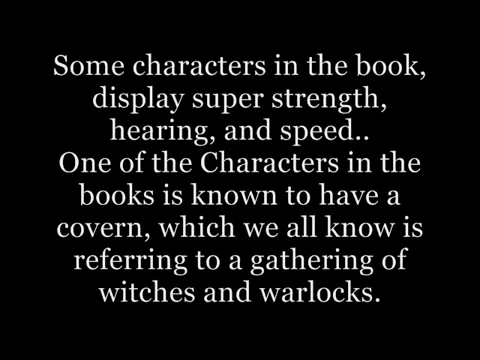 Some characters in the book,
display super strength,
hearing, and speed..
One of the Characters in the
books is known to have a
covern, which we all know is
referring to a gathering of
witches and warlocks.